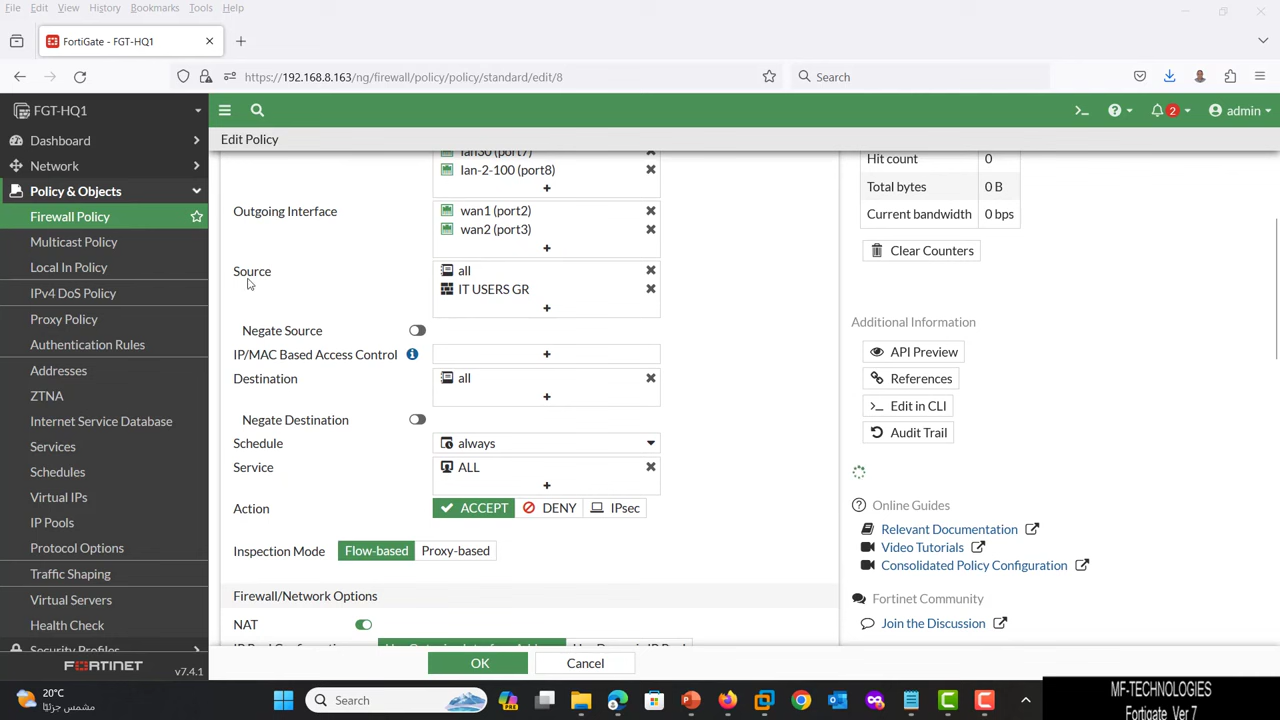 File Edit View History Bookmarks Tools Help
FortiGate - FGT-HQ1
https://192.168.8.163/ng/firewall/policy/policy/standard/edit/8
Search
FGT-HQ1
2
admin
Dashboard
Network
Policy & Objects
Firewall Policy
Multicast Policy
Local In Policy
IPv4 DoS Policy
Proxy Policy
Authentication Rules
Addresses
ZTNA
Internet Service Database
Services
Schedules
Virtual IPs
IP Pools
Protocol Options
Traffic Shaping
Virtual Servers
Health Check
Security Profiles
FORTINET
v7.4.1
Edit Policy
lan30 (port7)
lan-2-100 (port8)
Outgoing Interface
wan1 (port2)
wan2 (port3)
Source
all
IT USERS GR
Negate Source
IP/MAC Based Access Control
Destination
all
Negate Destination
Schedule
always
Service
ALL
Action
ACCEPT DENY IPsec
Inspection Mode
Flow-based Proxy-based
Firewall/Network Options
NAT
OK Cancel
Hit count 0
Total bytes 0 B
Current bandwidth 0 bps
Clear Counters
Additional Information
API Preview
References
Edit in CLI
Audit Trail
Online Guides
Relevant Documentation
Video Tutorials
Consolidated Policy Configuration
Fortinet Community
Join the Discussion
20°C
مشمس جزئيًا
Search
MF-TECHNOLOGIES
Fortigate Ver 7